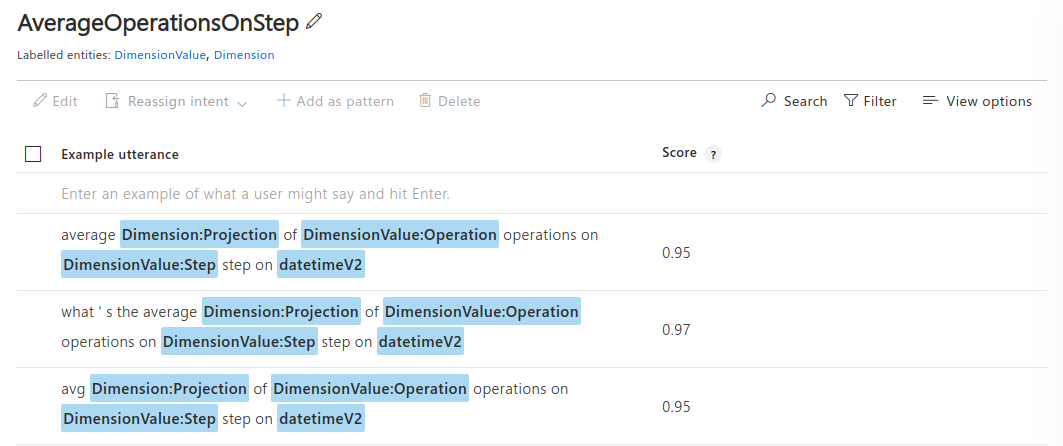 AverageOperationsOnStep
Labelled entities: DimensionValue, Dimension
Edit Reassign intent Add as pattern Delete Search Filter View options
Example utterance Score ?
Enter an example of what a user might say and hit Enter.
average Dimension:Projection of DimensionValue:Operation operations on
DimensionValue:Step step on datetimeV2
0.95
what ' s the average Dimension:Projection of DimensionValue:Operation
operations on DimensionValue:Step step on datetimeV2
0.97
avg Dimension:Projection of DimensionValue:Operation operations on
DimensionValue:Step step on datetimeV2
0.95